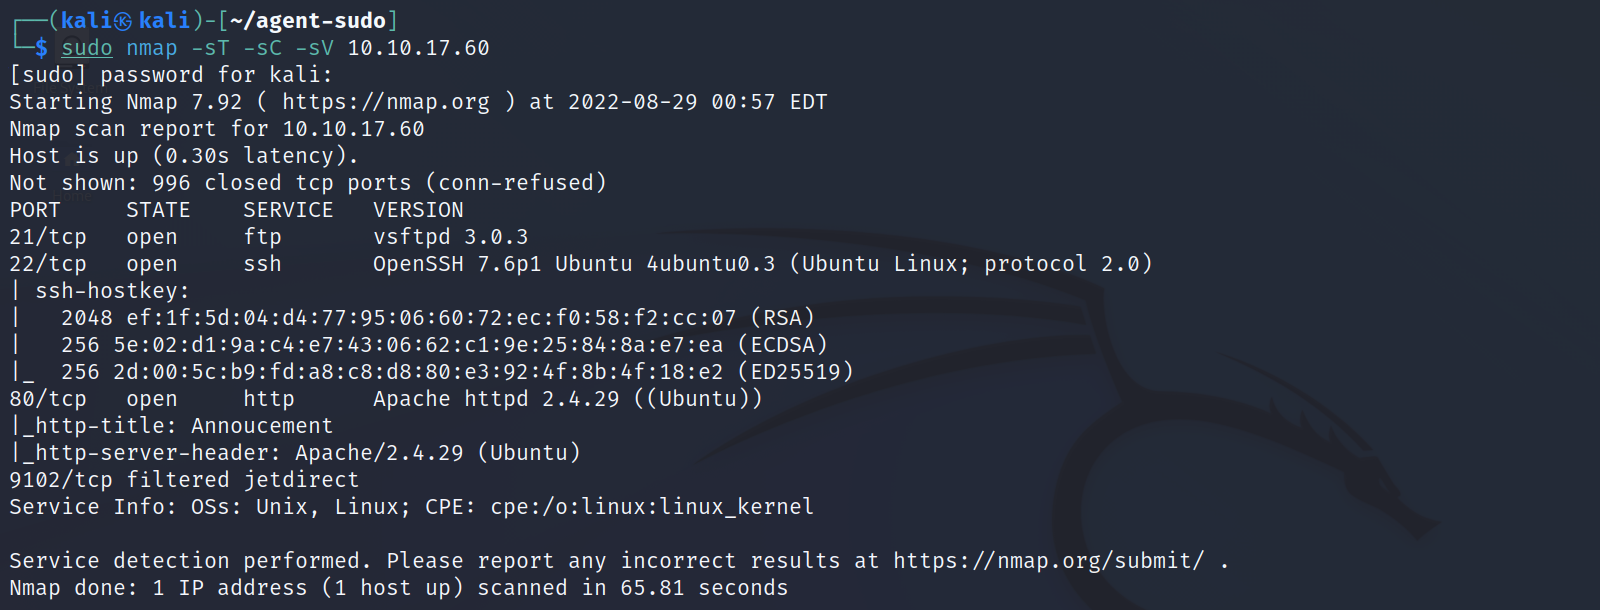 ┌──(kali㉿kali)-[~/agent-sudo]
└─$ sudo nmap -sT -sC -sV 10.10.17.60
[sudo] password for kali:
Starting Nmap 7.92 ( https://nmap.org ) at 2022-08-29 00:57 EDT
Nmap scan report for 10.10.17.60
Host is up (0.30s latency).
Not shown: 996 closed tcp ports (conn-refused)
PORT     STATE    SERVICE   VERSION
21/tcp   open     ftp       vsftpd 3.0.3
22/tcp   open     ssh       OpenSSH 7.6p1 Ubuntu 4ubuntu0.3 (Ubuntu Linux; protocol 2.0)
| ssh-hostkey:
|   2048 ef:1f:5d:04:d4:77:95:06:60:72:ec:f0:58:f2:cc:07 (RSA)
|   256 5e:02:d1:9a:c4:e7:43:06:62:c1:9e:25:84:8a:e7:ea (ECDSA)
|_  256 2d:00:5c:b9:fd:a8:c8:d8:80:e3:92:4f:8b:4f:18:e2 (ED25519)
80/tcp   open     http      Apache httpd 2.4.29 ((Ubuntu))
|_http-title: Annoucement
|_http-server-header: Apache/2.4.29 (Ubuntu)
9102/tcp filtered jetdirect
Service Info: OSs: Unix, Linux; CPE: cpe:/o:linux:linux_kernel

Service detection performed. Please report any incorrect results at https://nmap.org/submit/ .
Nmap done: 1 IP address (1 host up) scanned in 65.81 seconds